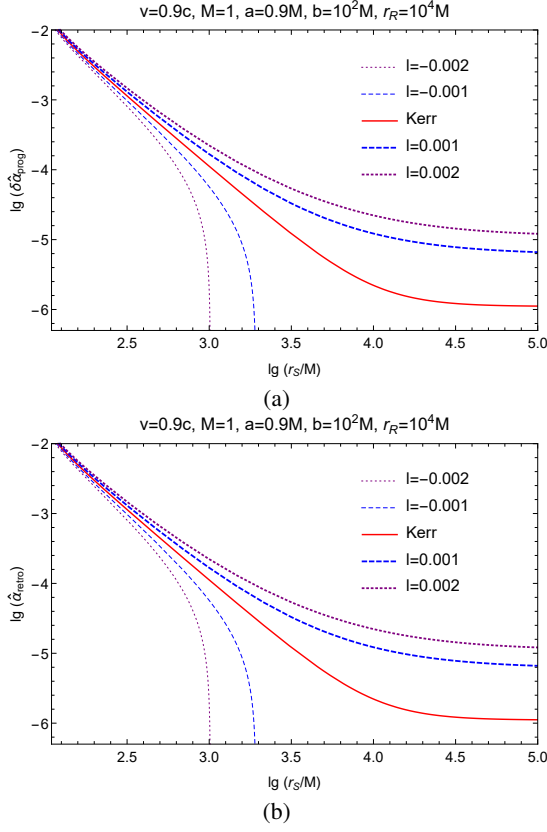 v=0.9c, M=1, a=0.9M, b=10²M, r_R=10⁴M
-2
-3
-4
-5
-6
lg (δα̂_prog)
l=-0.002
l=-0.001
Kerr
l=0.001
l=0.002
2.5 3.0 3.5 4.0 4.5 5.0
lg (r_S/M)
(a)
v=0.9c, M=1, a=0.9M, b=10²M, r_R=10⁴M
-2
-3
-4
-5
-6
lg (α̂_retro)
l=-0.002
l=-0.001
Kerr
l=0.001
l=0.002
2.5 3.0 3.5 4.0 4.5 5.0
lg (r_S/M)
(b)